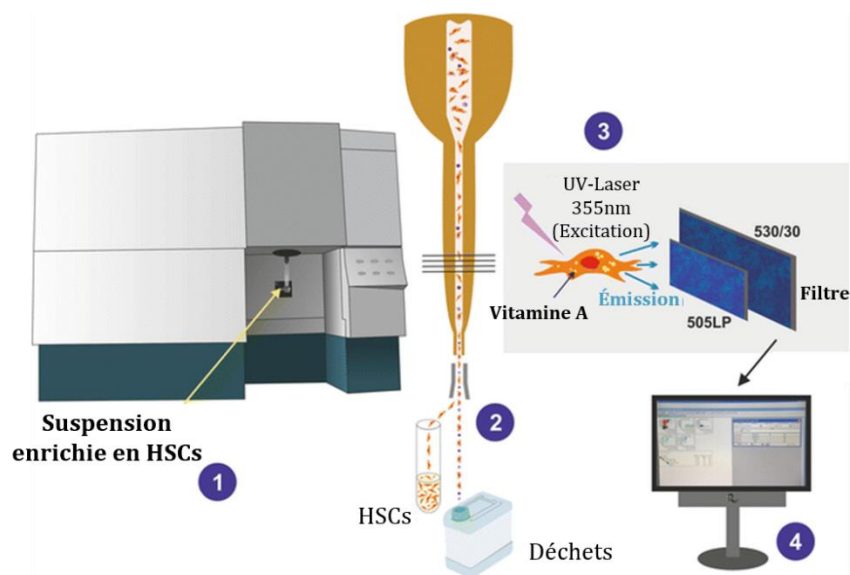 3
UV-Laser
355nm
(Excitation)
530/30
Vitamine A
Émission
Filtre
505LP
Suspension
enrichie en HSCs
1
2
HSCs
Déchets
4